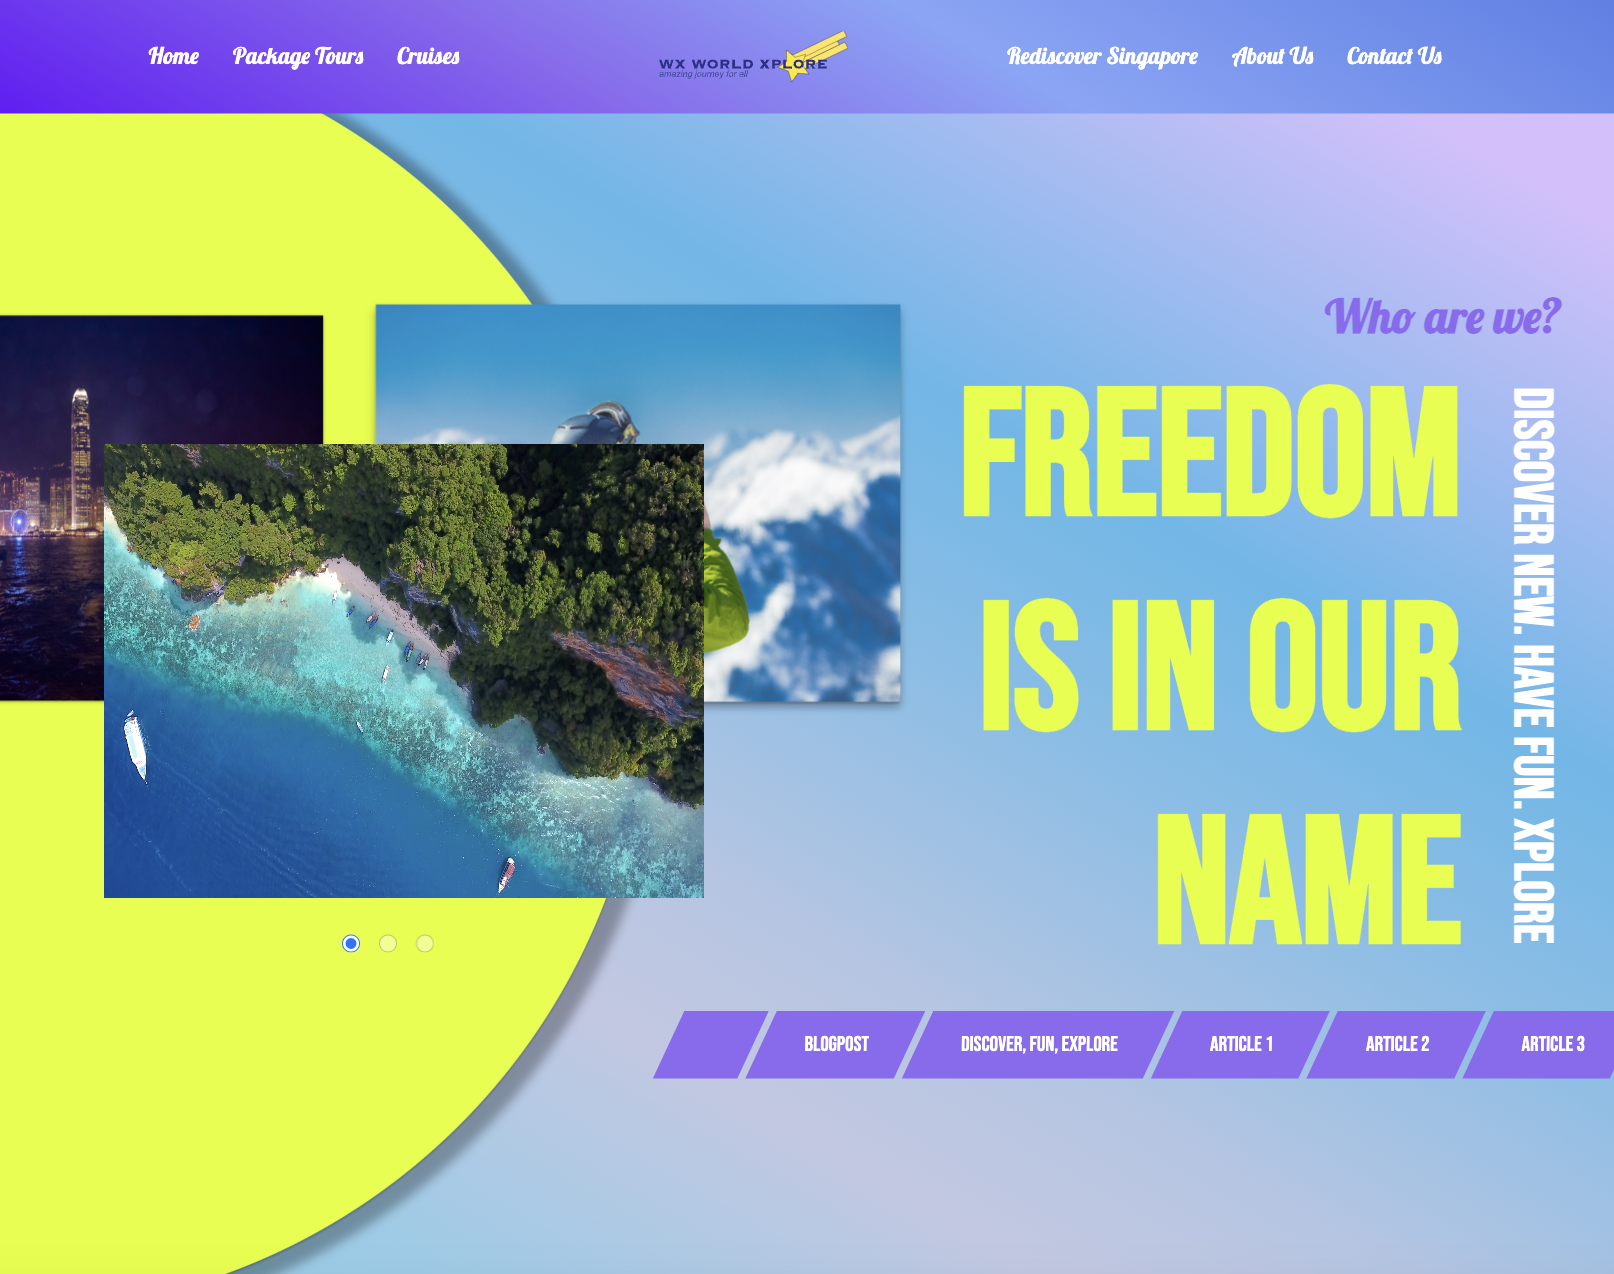 Home Package Tours Cruises
WX WORLD XPLORE
amazing journey for all
Rediscover Singapore About Us Contact Us
Who are we?
FREEDOM
IS IN OUR
NAME
DISCOVER NEW. HAVE FUN. XPLORE
BLOGPOST DISCOVER, FUN, EXPLORE ARTICLE 1 ARTICLE 2 ARTICLE 3